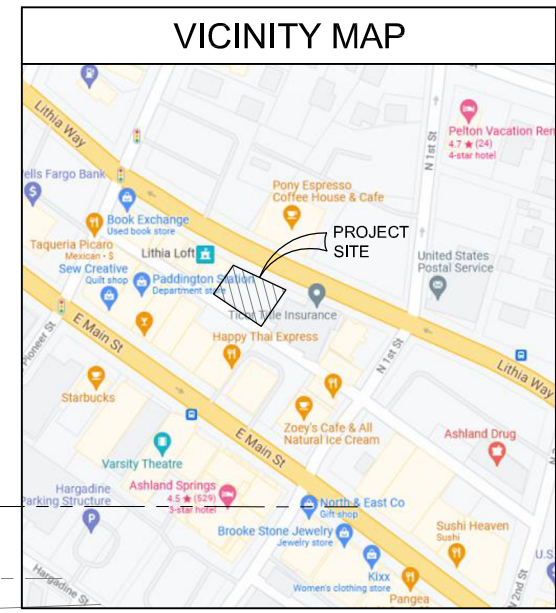 VICINITY MAP
Lithia Way
N 1st St
Pelton Vacation Ren
4.7 ★ (24)
4-star hotel
ells Fargo Bank
Pony Espresso
Coffee House & Cafe
Book Exchange
Used book store
PROJECT
SITE
Taqueria Picaro
Mexican • $
Lithia Loft
United States
Postal Service
Sew Creative
Quilt shop
Paddington Station
Department store
Ticor Title Insurance
E Main St
Pioneer St
Happy Thai Express
N 1st St
Lithia Way
Starbucks
Zoey's Cafe & All
Natural Ice Cream
E Main St
Ashland Drug
Varsity Theatre
Hargadine
Parking Structure
Ashland Springs
4.5 ★ (529)
3-star hotel
North & East Co
Gift shop
Brooke Stone Jewelry
Jewelry store
Sushi Heaven
Sushi
Kixx
Women's clothing store
U.S.
Hargadine St
Pangea
2nd St